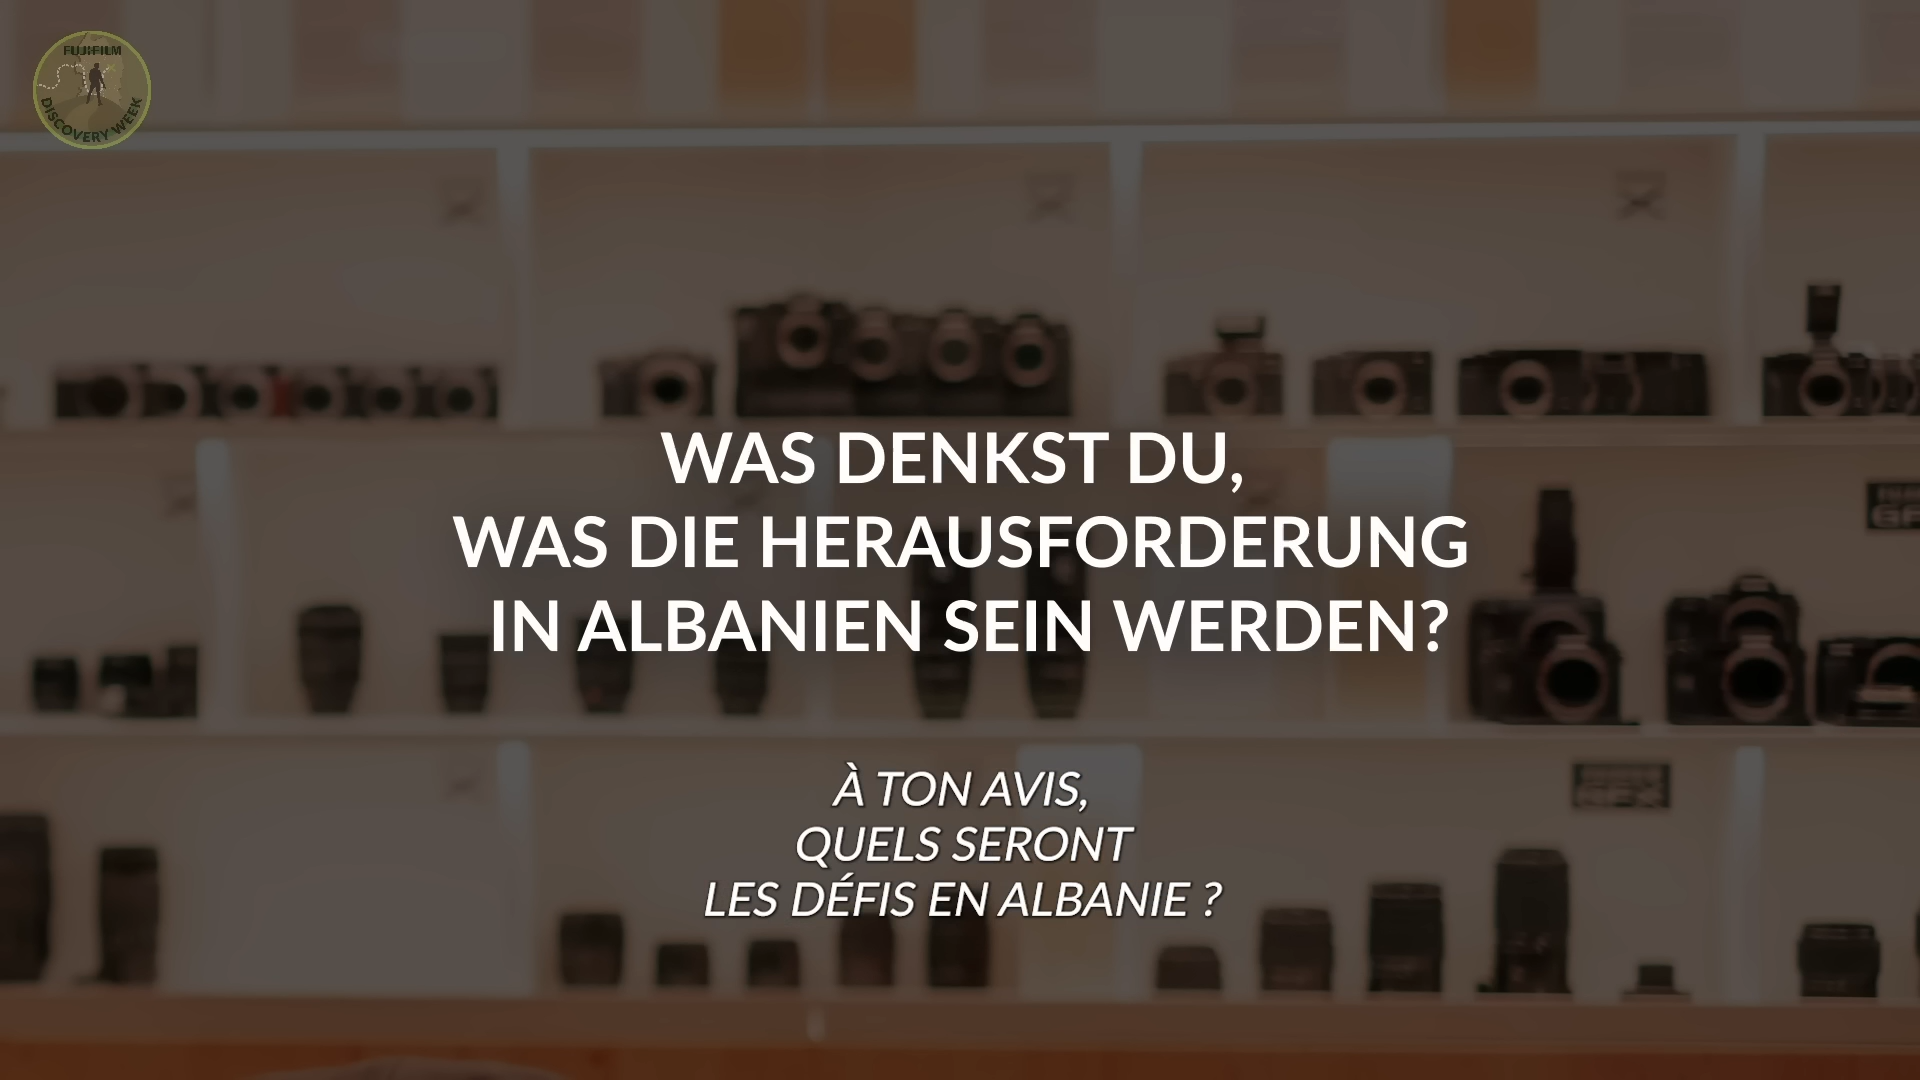 FUJIFILM
DISCOVERY WEEK
WAS DENKST DU,
WAS DIE HERAUSFORDERUNG
IN ALBANIEN SEIN WERDEN?
À TON AVIS,
QUELS SERONT
LES DÉFIS EN ALBANIE ?